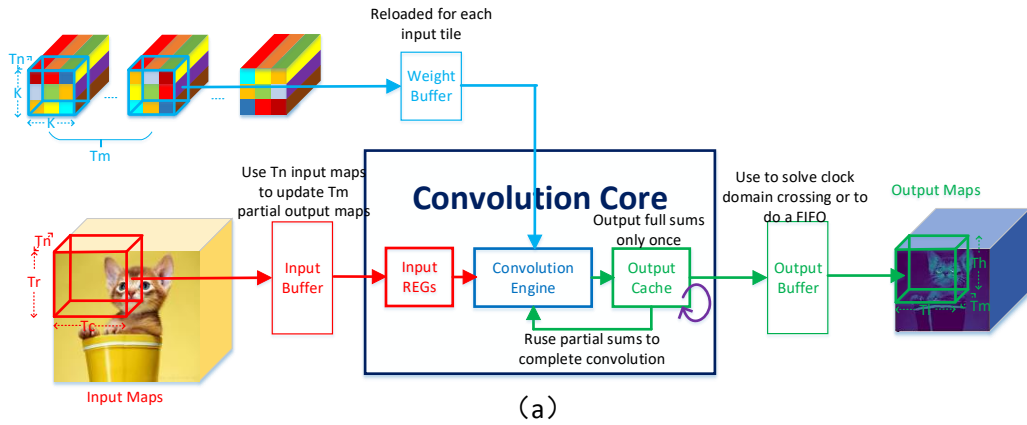 Reloaded for each
input tile
Tn
K
K
Tm
Weight
Buffer
Use Tn input maps
to update Tm
partial output maps
Convolution Core
Use to solve clock
domain crossing or to
do a FIFO
Output Maps
Output full sums
only once
Tn
Tr
Tc
Input
Buffer
Input
REGs
Convolution
Engine
Output
Cache
Output
Buffer
Th
Tm
Ruse partial sums to
complete convolution
Input Maps
(a)